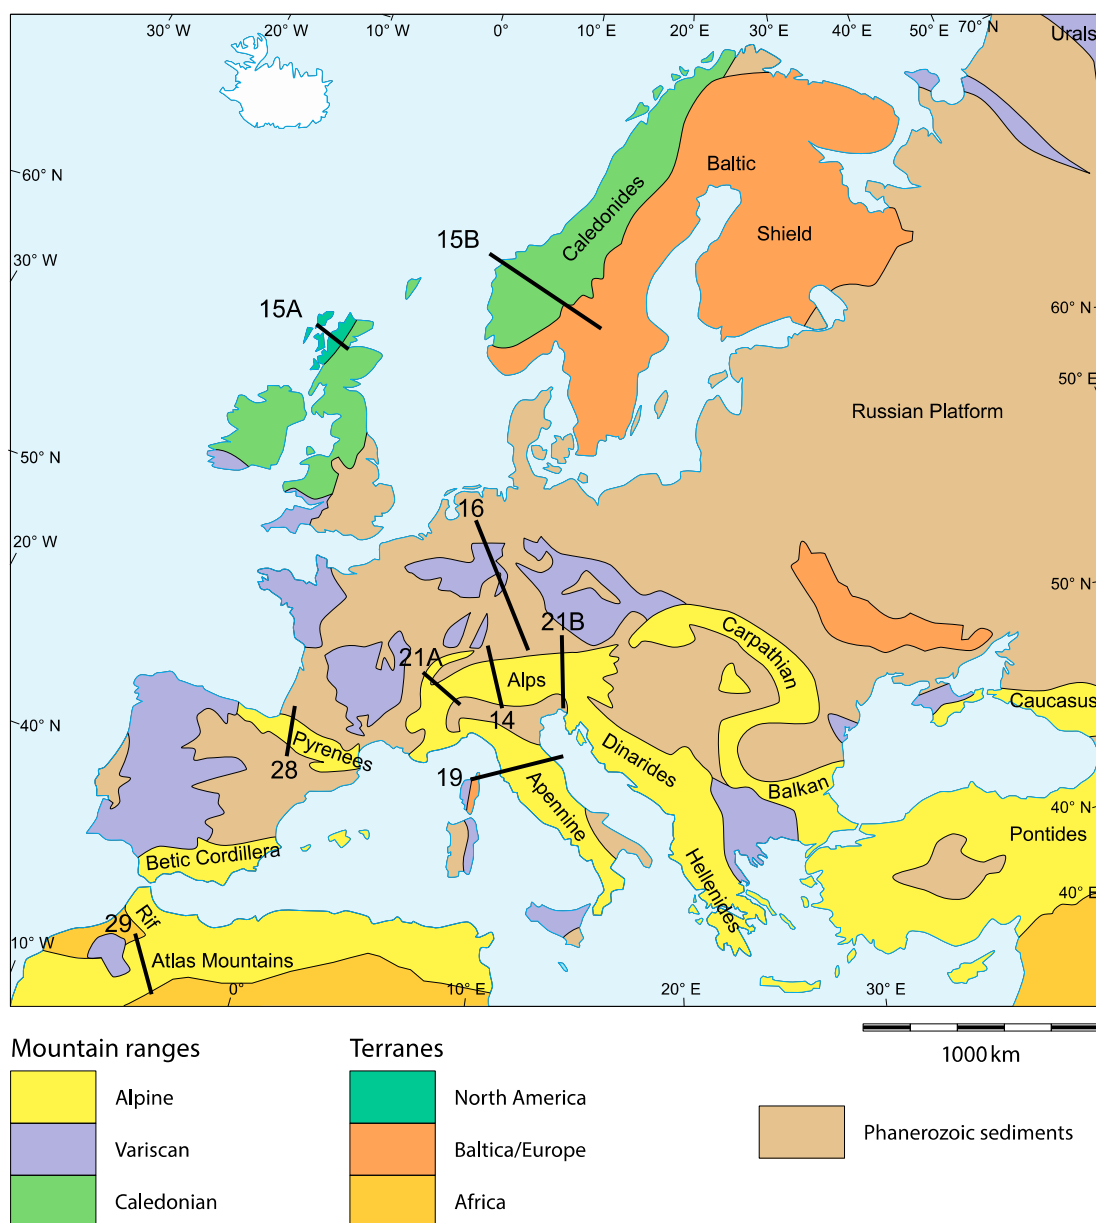 30° W
20° W
10° W
0°
10° E
20° E
30° E
40° E
50° E
70° N
Urals
60° N
Baltic
Caledonides
Shield
15B
30° W
15A
60° N
50° E
Russian Platform
50° N
16
20° W
50° N
21B
Carpathian
21A
Alps
Caucasus
40° N
14
Pyrenees
Dinarides
28
19
Apennine
Balkan
40° N
Pontides
Betic Cordillera
Hellenides
40° E
29
Rif
10° W
Atlas Mountains
0°
10° E
20° E
30° E
1000 km
Mountain ranges
Terranes
Alpine
North America
Variscan
Baltica/Europe
Phanerozoic sediments
Caledonian
Africa